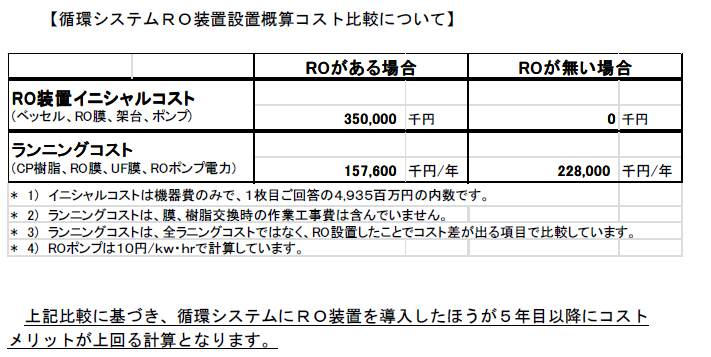 【循環システムRO装置設置概算コスト比較について】
ROがある場合 ROが無い場合
RO装置イニシャルコスト
(ベッセル、RO膜、架台、ポンプ) 350,000 千円 0 千円
ランニングコスト
(CP樹脂、RO膜、UF膜、ROポンプ電力) 157,600 千円/年 228,000 千円/年
* 1) イニシャルコストは機器費のみで、1枚目ご回答の4,935百万円の内数です。
* 2) ランニングコストは、膜、樹脂交換時の作業工事費は含んでいません。
* 3) ランニングコストは、全ラニングコストではなく、RO設置したことでコスト差が出る項目で比較しています。
* 4) ROポンプは10円/kw・hrで計算しています。
上記比較に基づき、循環システムにRO装置を導入したほうが5年目以降にコスト
メリットが上回る計算となります。